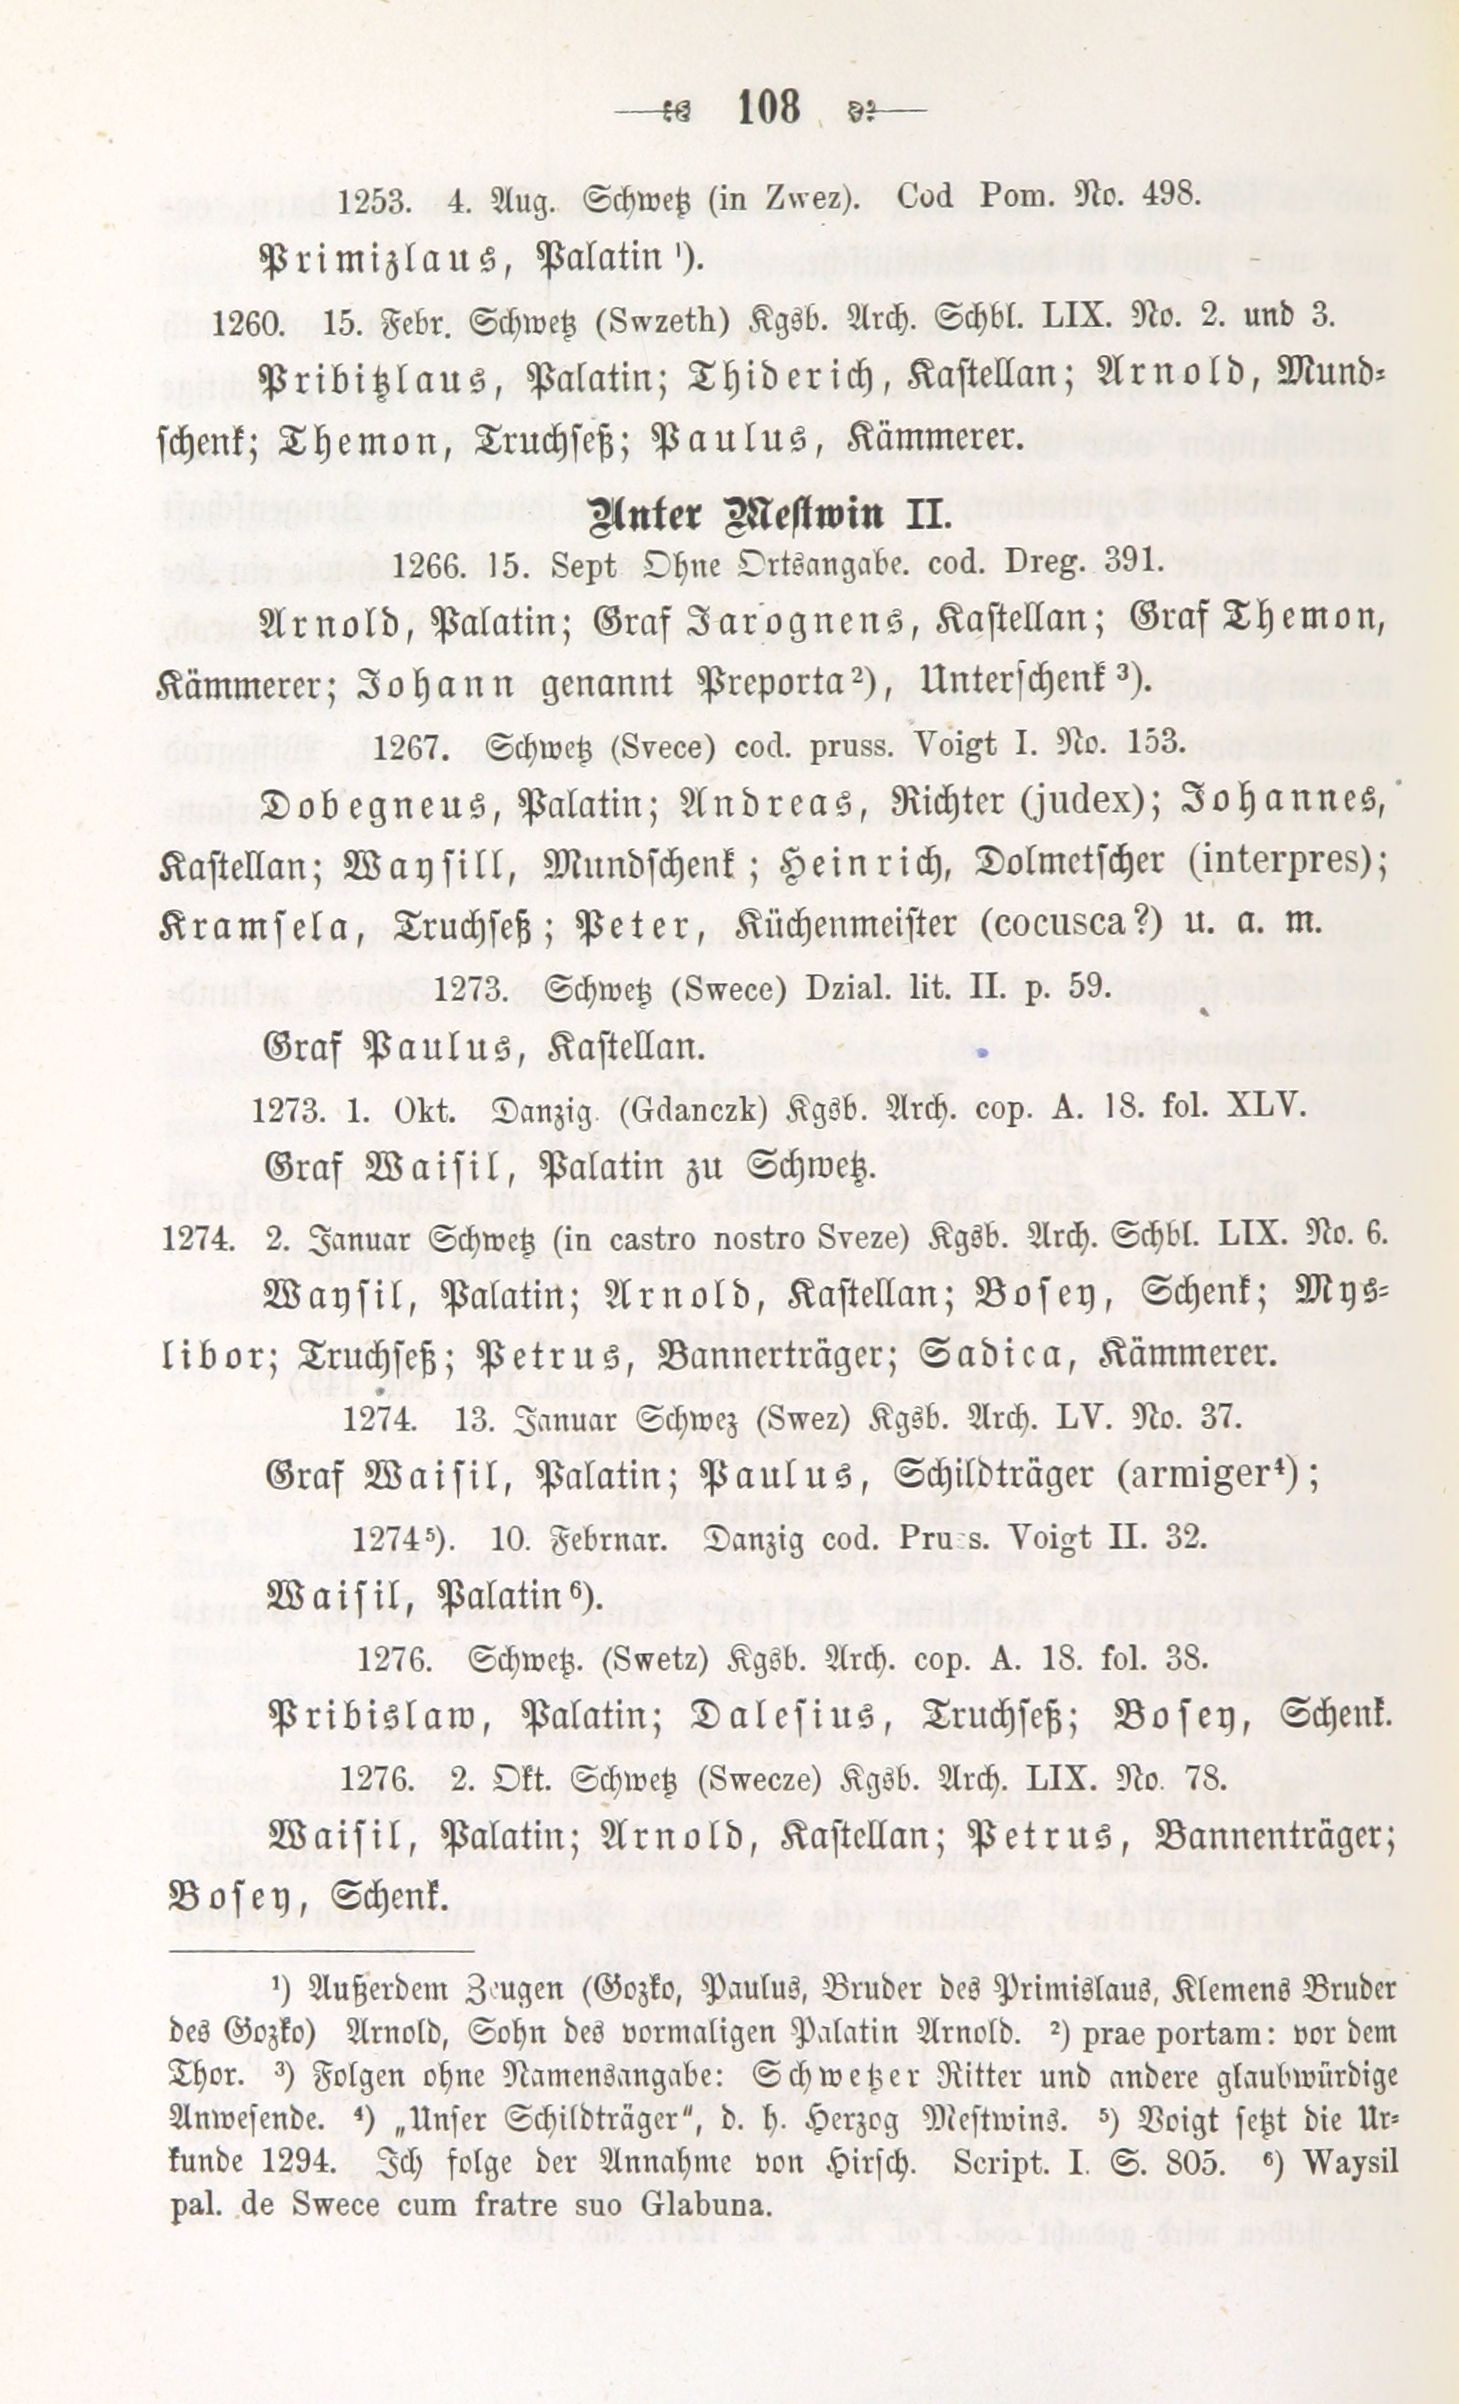 108
1253. 4. Aug. Schwetz (in Zwez). Cod Pom. No. 498.
Primizlaus, Palatin ¹).
1260. 15. Febr. Schwetz (Swzeth) Kgsb. Arch. Schbl. LIX. No. 2. und 3.
Pribitzlaus, Palatin; Thiderich, Kastellan; Arnold, Mund-
schenk; Themon, Truchseß; Paulus, Kämmerer.
Unter Mestwin II.
1266. 15. Sept Ohne Ortsangabe. cod. Dreg. 391.
Arnold, Palatin; Graf Jarognens, Kastellan; Graf Themon,
Kämmerer; Johann genannt Preporta ²), Unterschenk ³).
1267. Schwetz (Svece) cod. pruss. Voigt I. No. 153.
Dobegneus, Palatin; Andreas, Richter (judex); Johannes,
Kastellan; Waysill, Mundschenk; Heinrich, Dolmetscher (interpres);
Kramsela, Truchseß; Peter, Küchenmeister (cocusca?) u. a. m.
1273. Schwetz (Swece) Dzial. lit. II. p. 59.
Graf Paulus, Kastellan.
1273. 1. Okt. Danzig. (Gdanczk) Kgsb. Arch. cop. A. 18. fol. XLV.
Graf Waisil, Palatin zu Schwetz.
1274. 2. Januar Schwetz (in castro nostro Sveze) Kgsb. Arch. Schbl. LIX. No. 6.
Waysil, Palatin; Arnold, Kastellan; Bosey, Schenk; Mys-
libor; Truchseß; Petrus, Bannerträger; Sadica, Kämmerer.
1274. 13. Januar Schwez (Swez) Kgsb. Arch. LV. No. 37.
Graf Waisil, Palatin; Paulus, Schildträger (armiger⁴);
1274⁵). 10. Febrnar. Danzig cod. Prus s. Voigt II. 32.
Waisil, Palatin ⁶).
1276. Schwetz. (Swetz) Kgsb. Arch. cop. A. 18. fol. 38.
Pribislaw, Palatin; Dalesius, Truchseß; Bosey, Schenk.
1276. 2. Okt. Schwetz (Swecze) Kgsb. Arch. LIX. No. 78.
Waisil, Palatin; Arnold, Kastellan; Petrus, Bannenträger;
Bosey, Schenk.
¹) Außerdem Zeugen (Gozko, Paulus, Bruder des Primislaus, Klemens Bruder
des Gozko) Arnold, Sohn des vormaligen Palatin Arnold. ²) prae portam: vor dem
Thor. ³) Folgen ohne Namensangabe: Schwetzer Ritter und andere glaubwürdige
Anwesende. ⁴) „Unser Schildträger“, d. h. Herzog Mestwins. ⁵) Voigt setzt die Ur-
kunde 1294. Ich folge der Annahme von Hirsch. Script. I. S. 805. ⁶) Waysil
pal. de Swece cum fratre suo Glabuna.